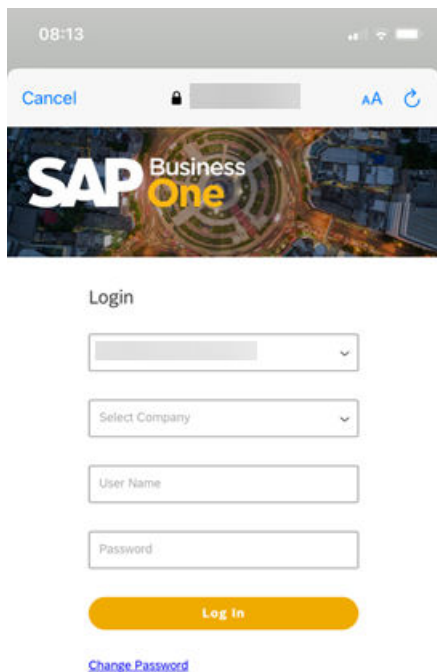 08:13
Cancel
AA
SAP Business One
Login
Select Company
User Name
Password
Log In
Change Password